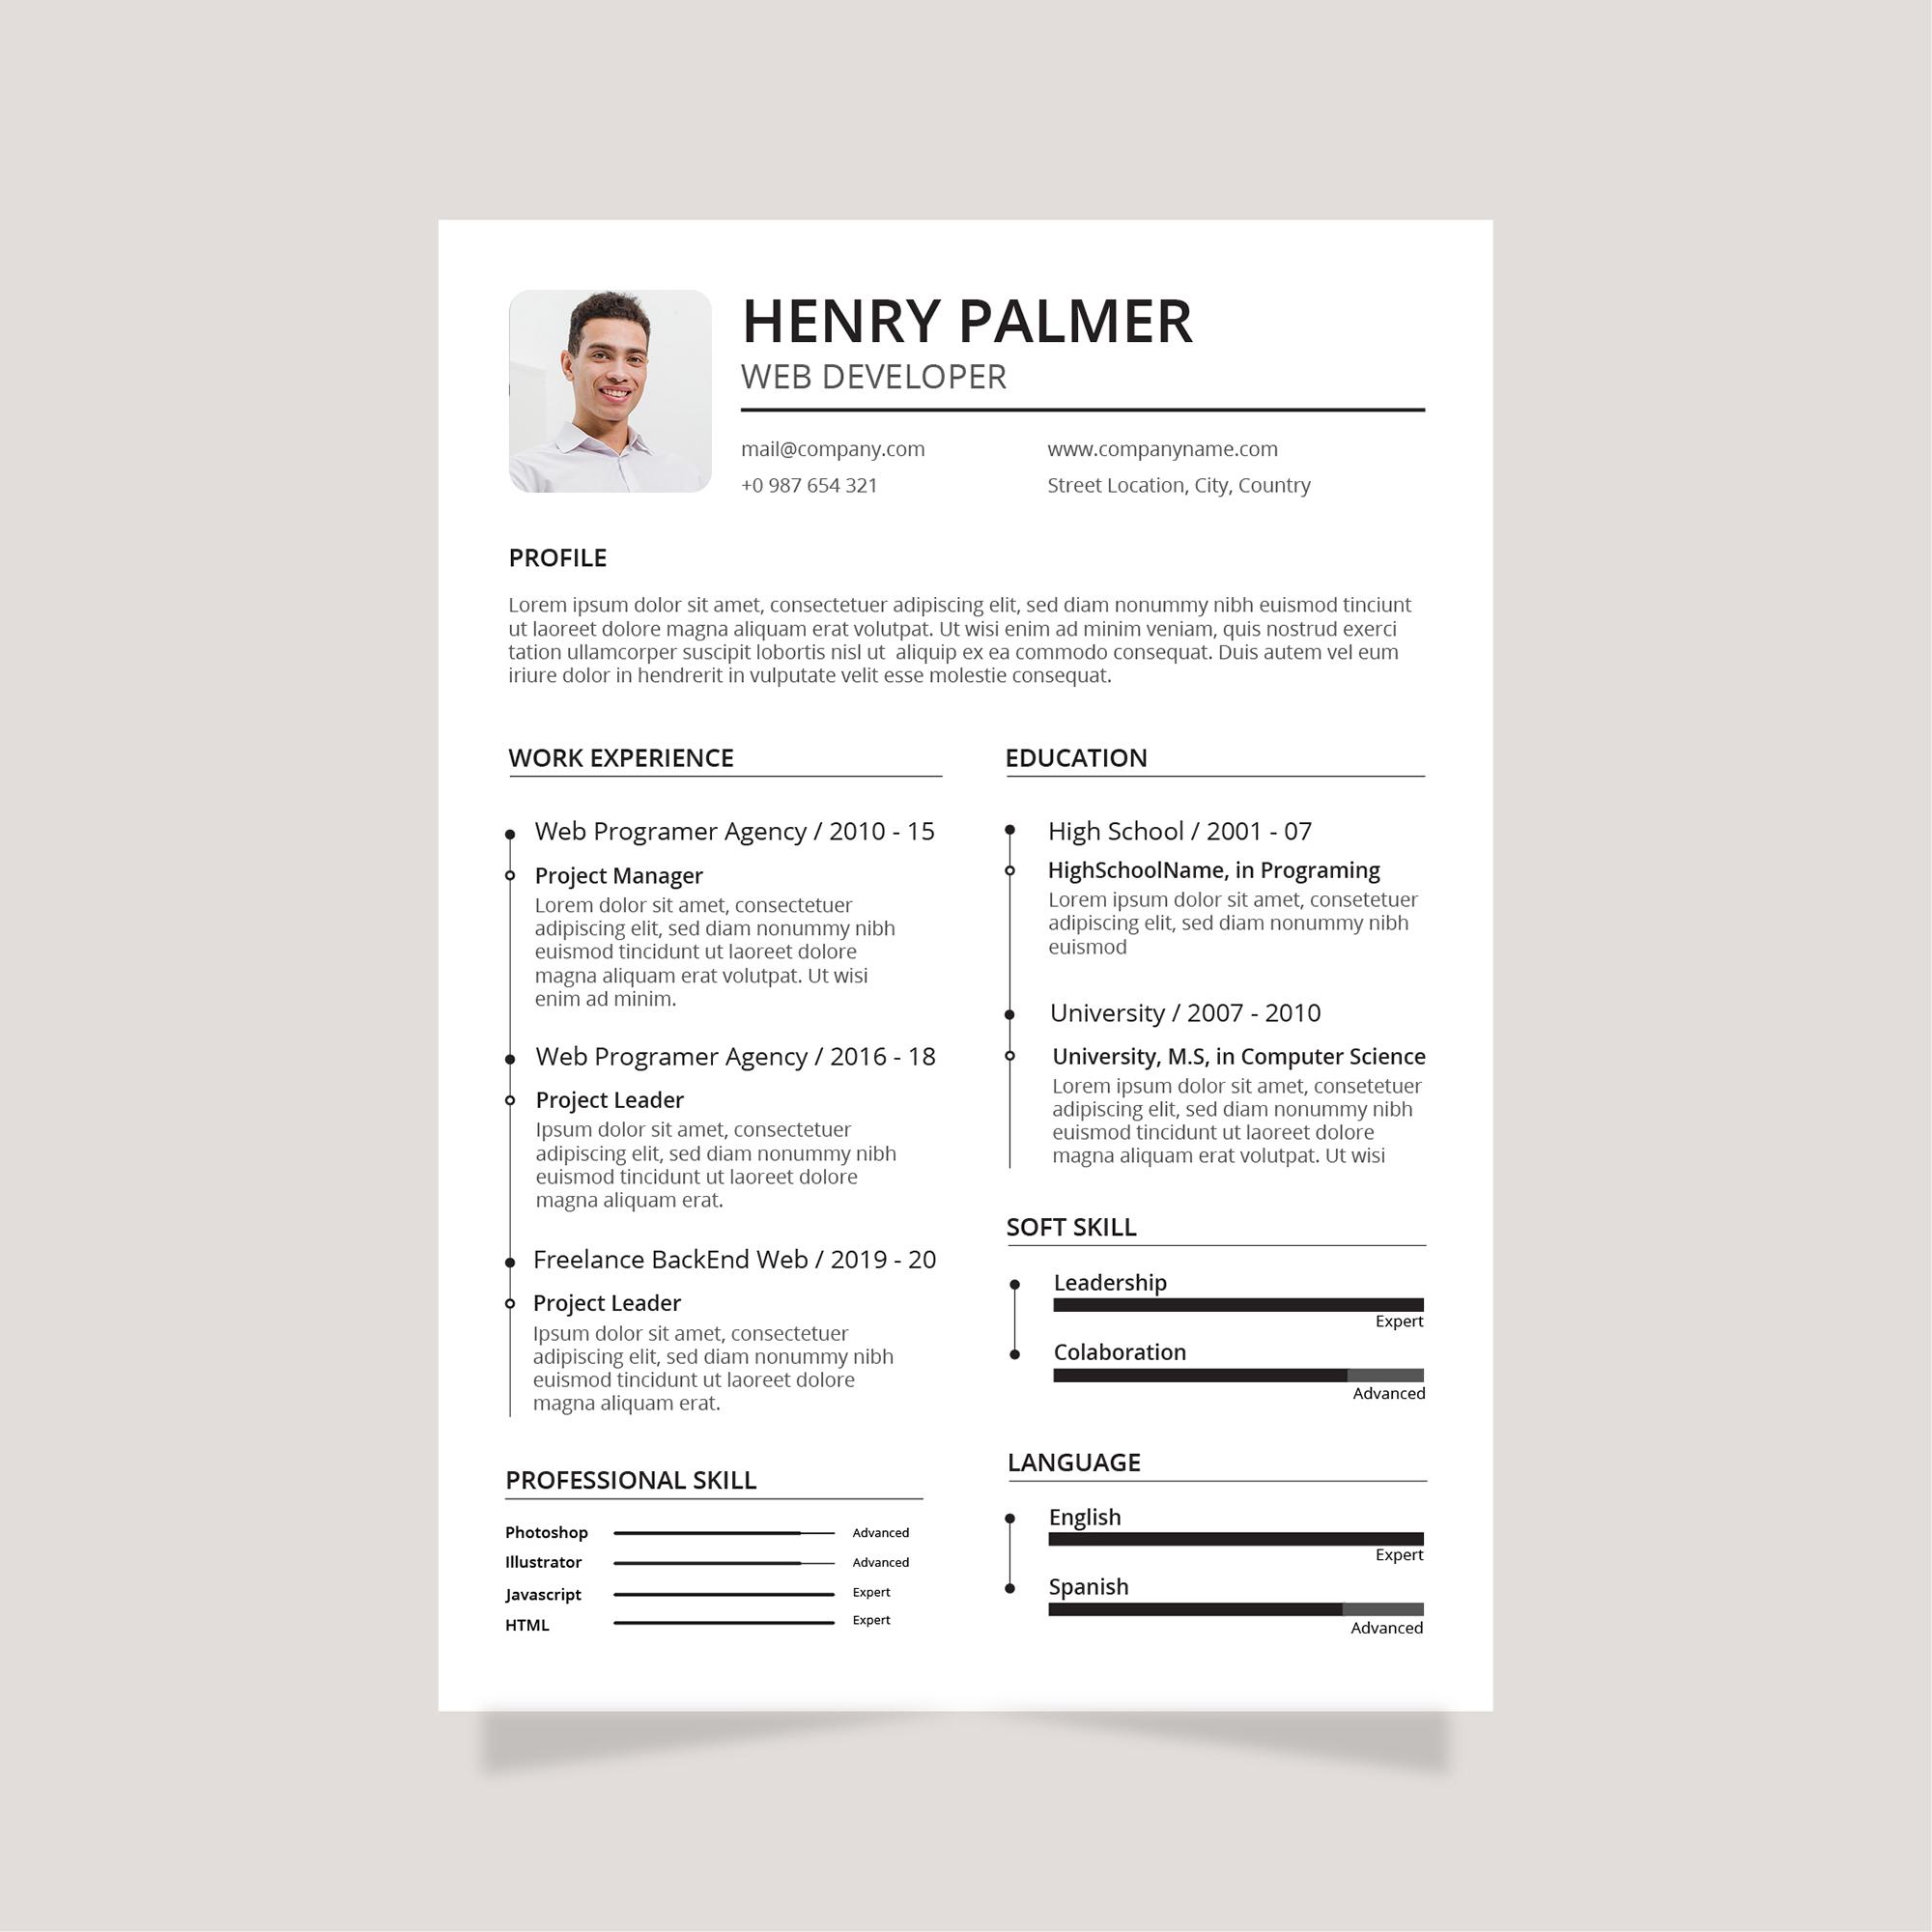 HENRY PALMER
WEB DEVELOPER
mail@company.com
www.companyname.com
+0 987 654 321
Street Location, City, Country
PROFILE
Lorem ipsum dolor sit amet, consectetuer adipiscing elit, sed diam nonummy nibh euismod tinciunt
ut laoreet dolore magna aliquam erat volutpat. Ut wisi enim ad minim veniam, quis nostrud exerci
tation ullamcorper suscipit lobortis nisl ut  aliquip ex ea commodo consequat. Duis autem vel eum
iriure dolor in hendrerit in vulputate velit esse molestie consequat.
WORK EXPERIENCE
Web Programer Agency / 2010 - 15
Project Manager
Lorem dolor sit amet, consectetuer
adipiscing elit, sed diam nonummy nibh
euismod tincidunt ut laoreet dolore
magna aliquam erat volutpat. Ut wisi
enim ad minim.
Web Programer Agency / 2016 - 18
Project Leader
Ipsum dolor sit amet, consectetuer
adipiscing elit, sed diam nonummy nibh
euismod tincidunt ut laoreet dolore
magna aliquam erat.
Freelance BackEnd Web / 2019 - 20
Project Leader
Ipsum dolor sit amet, consectetuer
adipiscing elit, sed diam nonummy nibh
euismod tincidunt ut laoreet dolore
magna aliquam erat.
PROFESSIONAL SKILL
Photoshop Advanced
Illustrator Advanced
Javascript Expert
HTML Expert
EDUCATION
High School / 2001 - 07
HighSchoolName, in Programing
Lorem ipsum dolor sit amet, consetetuer
adipiscing elit, sed diam nonummy nibh
euismod
University / 2007 - 2010
University, M.S, in Computer Science
Lorem ipsum dolor sit amet, consetetuer
adipiscing elit, sed diam nonummy nibh
euismod tincidunt ut laoreet dolore
magna aliquam erat volutpat. Ut wisi
SOFT SKILL
Leadership
Expert
Colaboration
Advanced
LANGUAGE
English
Expert
Spanish
Advanced